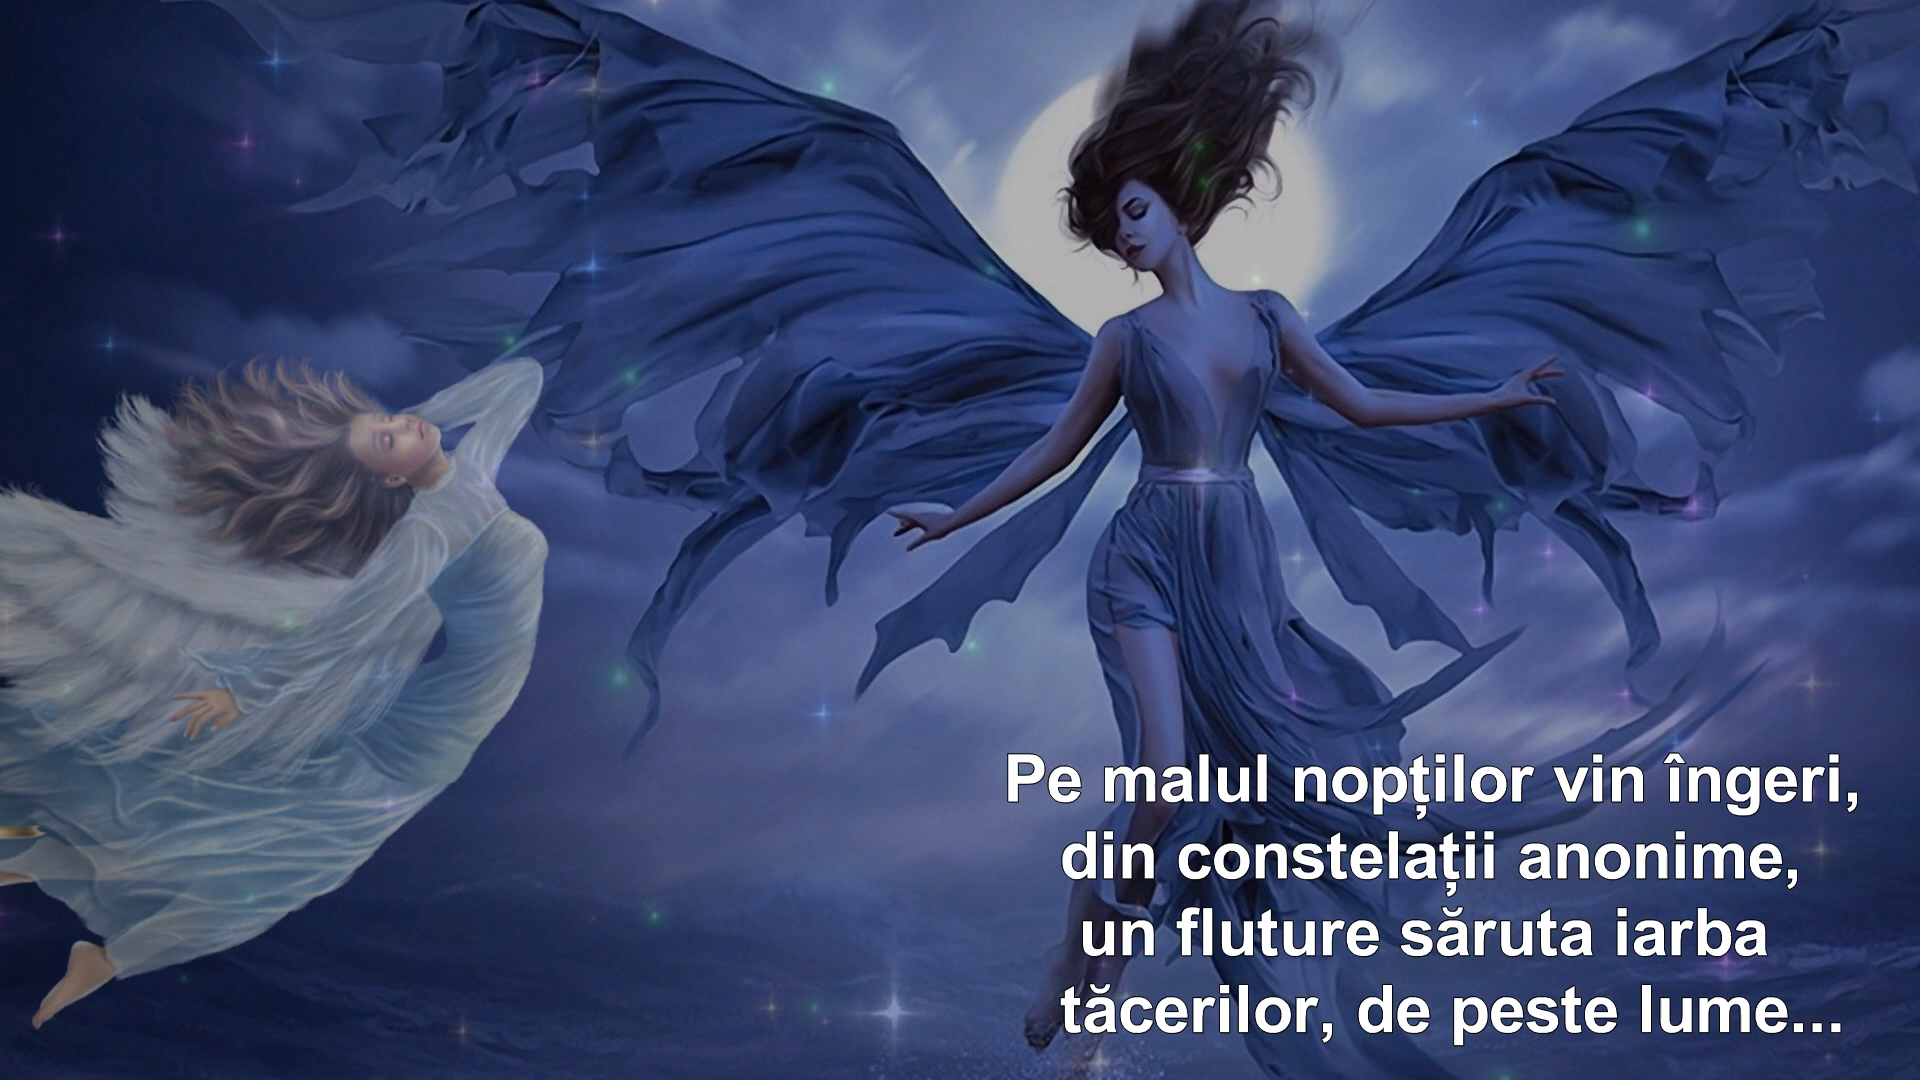 Pe malul nopților vin îngeri,
din constelații anonime,
un fluture săruta iarba
tăcerilor, de peste lume...